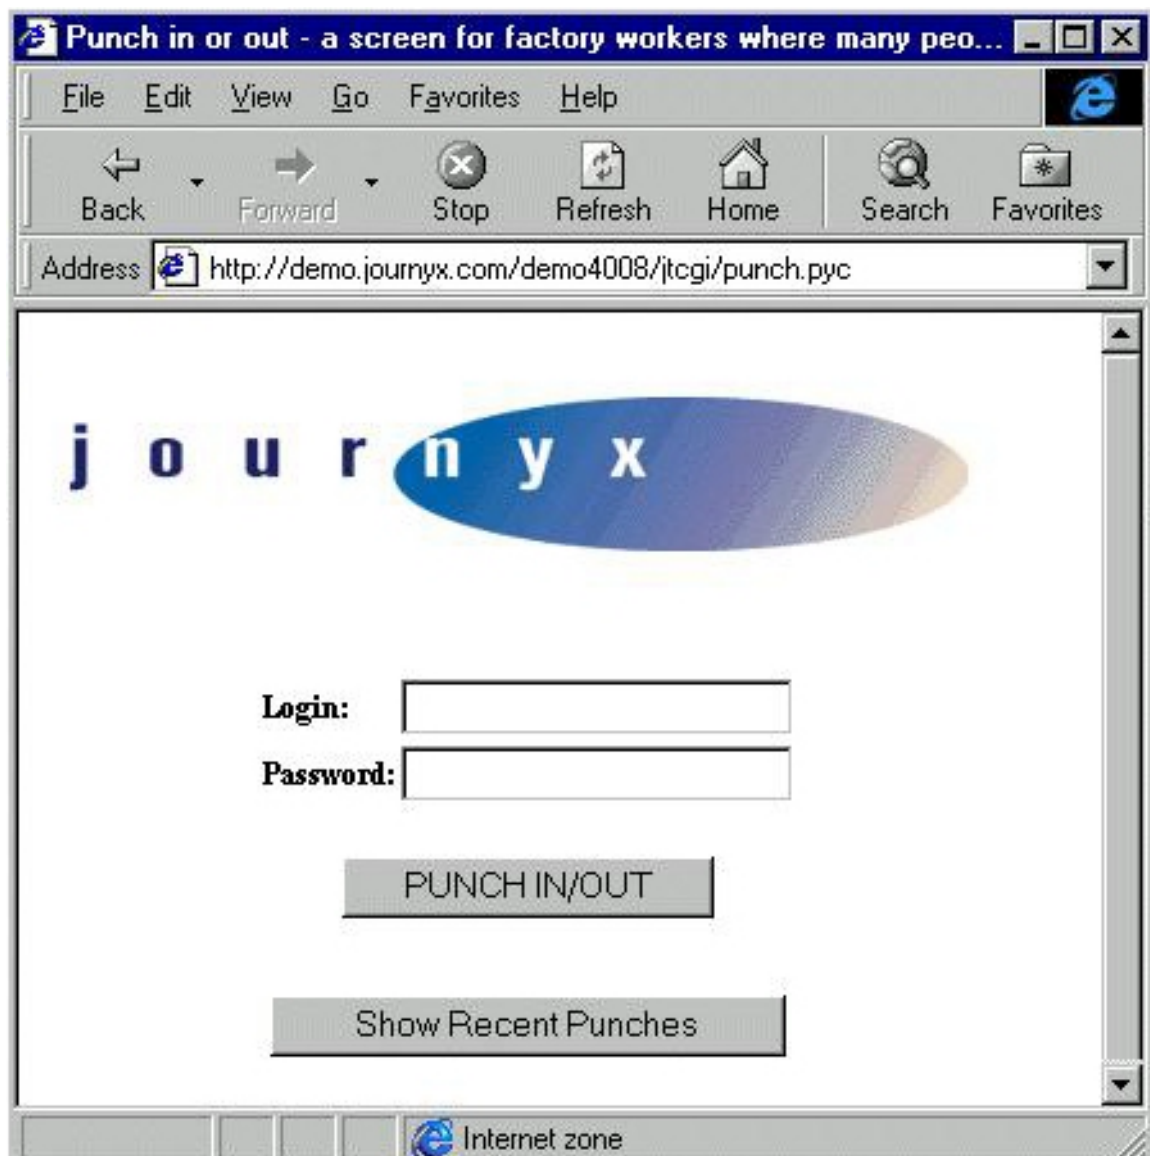 Punch in or out - a screen for factory workers where many peo...
File Edit View Go Favorites Help
Back Forward Stop Refresh Home Search Favorites
Address http://demo.journyx.com/demo4008/jtcgi/punch.pyc
journyx
Login:
Password:
PUNCH IN/OUT
Show Recent Punches
Internet zone